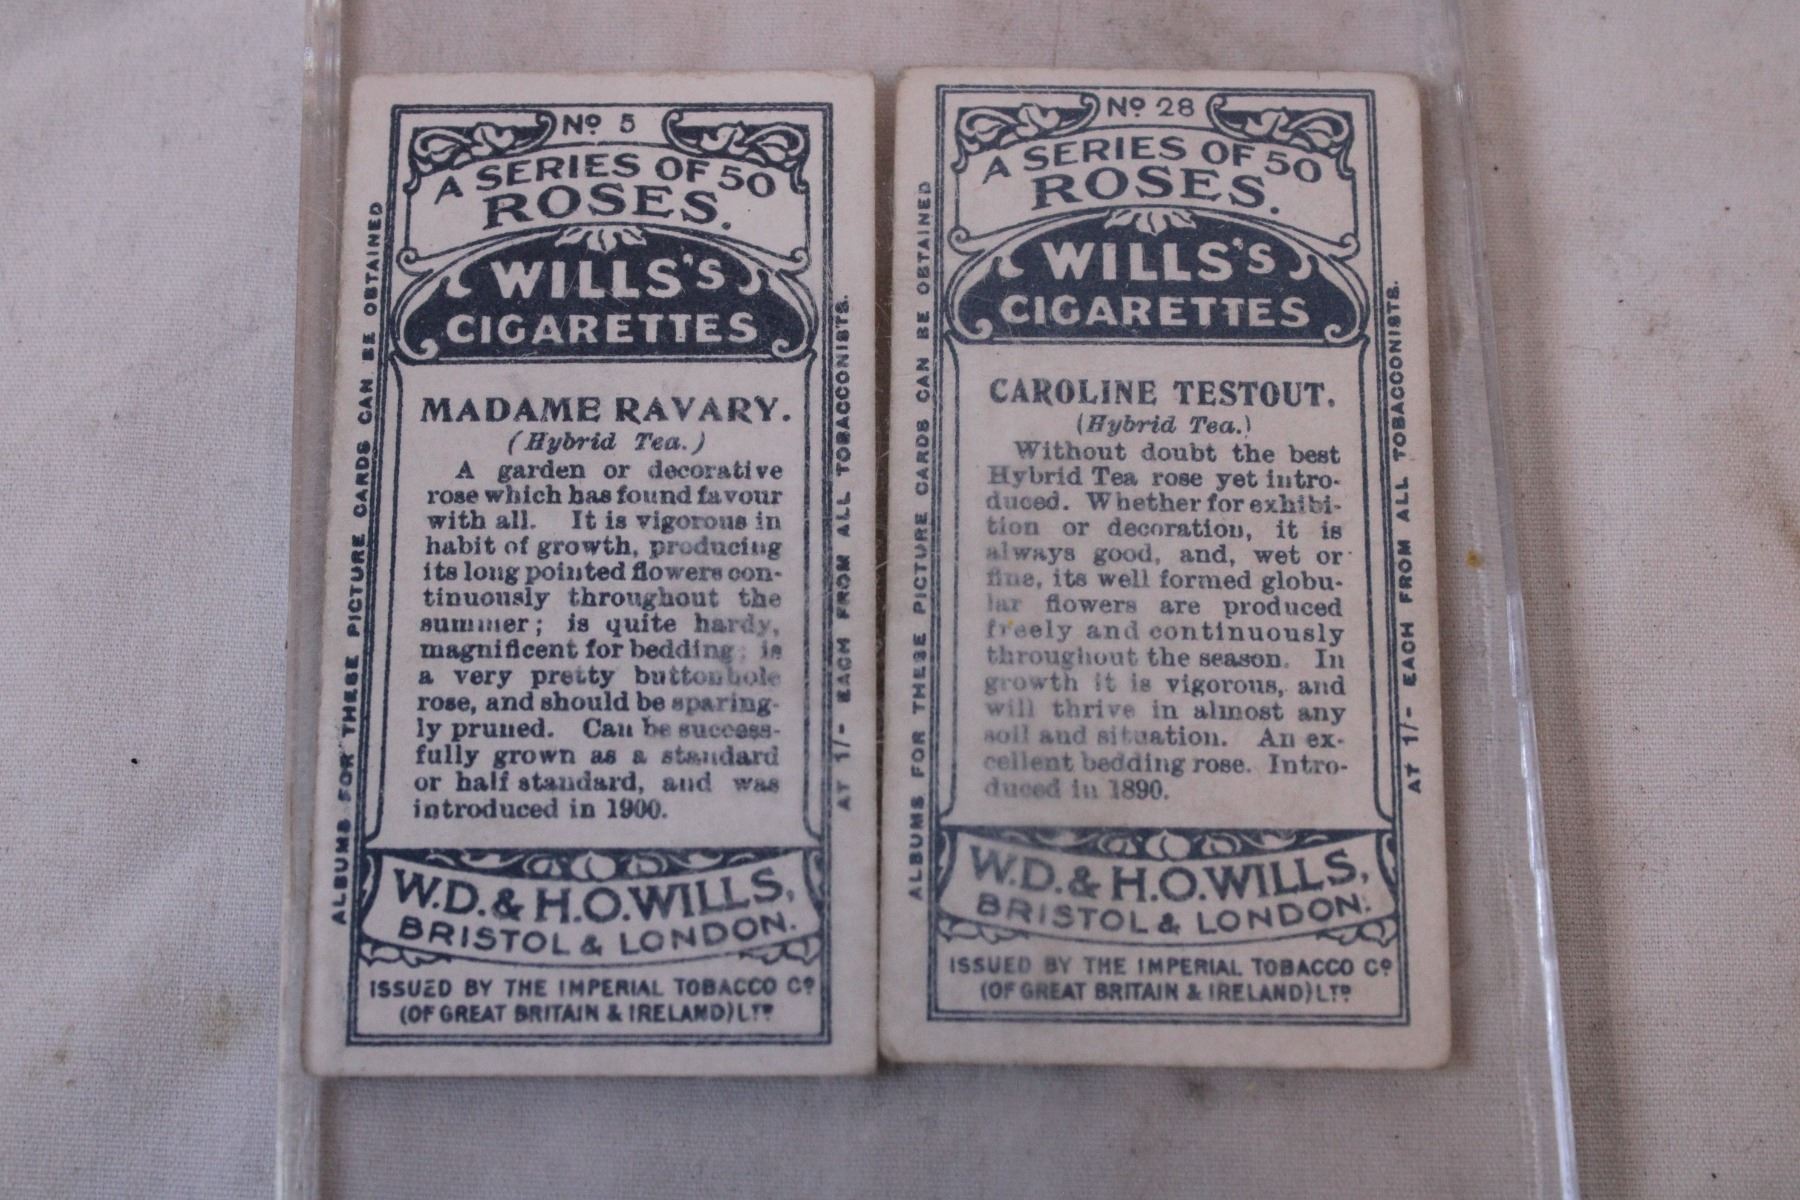 Nº 5
A SERIES OF 50
ROSES.
WILLS'S
CIGARETTES
MADAME RAVARY.
(Hybrid Tea.)
A garden or decorative
rose which has found favour
with all. It is vigorous in
habit of growth, producing
its long pointed flowers con-
tinuously throughout the
summer; is quite hardy,
magnificent for bedding; is
a very pretty buttonhole
rose, and should be sparing-
ly pruned. Can be success-
fully grown as a standard
or half standard, and was
introduced in 1900.
W.D. & H.O. WILLS,
BRISTOL & LONDON.
ISSUED BY THE IMPERIAL TOBACCO Cº
(OF GREAT BRITAIN & IRELAND) LTD
ALBUMS FOR THESE PICTURE CARDS CAN BE OBTAINED
AT 1/- EACH FROM ALL TOBACCONISTS.
Nº 28
A SERIES OF 50
ROSES.
WILLS'S
CIGARETTES
CAROLINE TESTOUT.
(Hybrid Tea.)
Without doubt the best
Hybrid Tea rose yet intro-
duced. Whether for exhibi-
tion or decoration, it is
always good, and, wet or
fine, its well formed globu-
lar flowers are produced
freely and continuously
throughout the season. In
growth it is vigorous, and
will thrive in almost any
soil and situation. An ex-
cellent bedding rose. Intro-
duced in 1890.
W.D. & H.O. WILLS,
BRISTOL & LONDON.
ISSUED BY THE IMPERIAL TOBACCO Cº
(OF GREAT BRITAIN & IRELAND) LTD
ALBUMS FOR THESE PICTURE CARDS CAN BE OBTAINED
AT 1/- EACH FROM ALL TOBACCONISTS.